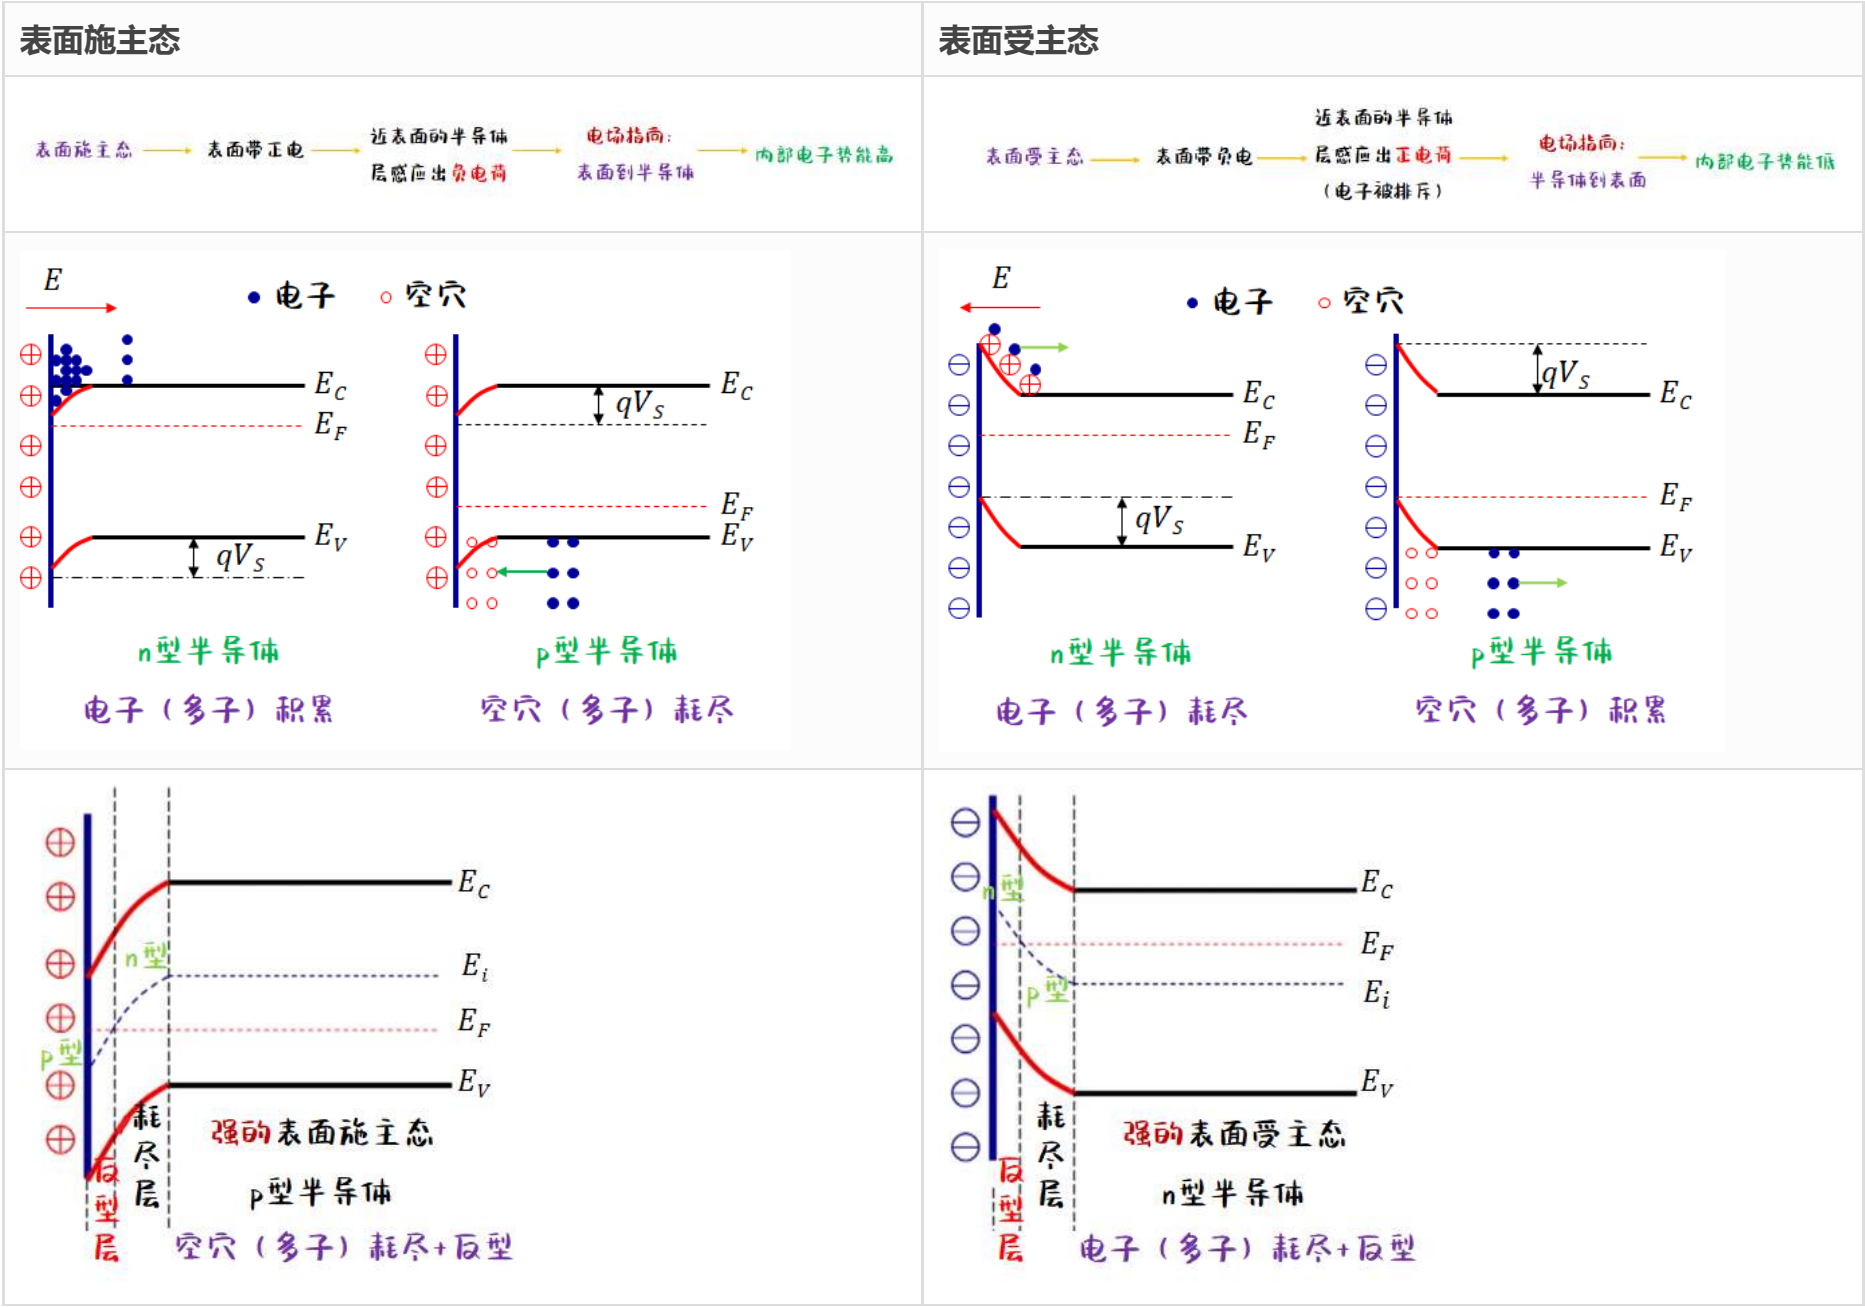 表面施主态
表面受主态
表面施主态
表面带正电
近表面的半导体
层感应出负电荷
电场指向:
表面到半导体
内部电子势能高
表面受主态
表面带负电
近表面的半导体
层感应出正电荷
(电子被排斥)
电场指向:
半导体到表面
内部电子势能低
E
电子
空穴
E_C
E_F
E_V
qV_S
n型半导体
电子(多子)积累
E_C
qV_S
E_F
E_V
p型半导体
空穴(多子)耗尽
E
电子
空穴
E_C
E_F
qV_S
E_V
n型半导体
电子(多子)耗尽
qV_S
E_C
E_F
E_V
p型半导体
空穴(多子)积累
E_C
n型
E_i
E_F
p型
E_V
耗尽层
反型层
强的表面施主态
p型半导体
空穴(多子)耗尽+反型
E_C
n型
E_F
p型
E_i
E_V
耗尽层
反型层
强的表面受主态
n型半导体
电子(多子)耗尽+反型